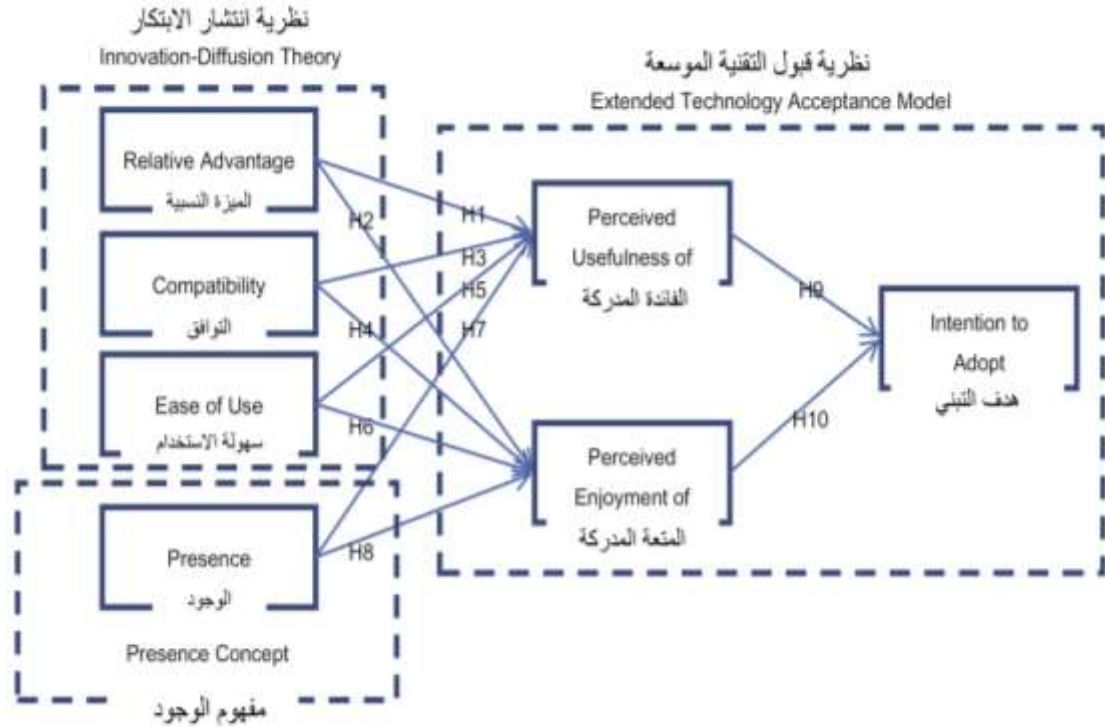 نظرية انتشار الابتكار
Innovation-Diffusion Theory
نظرية قبول التقنية الموسعة
Extended Technology Acceptance Model
Relative Advantage
الميزة النسبية
Compatibility
التوافق
Ease of Use
سهولة الاستخدام
Presence
الوجود
Presence Concept
مفهوم الوجود
H1
H2
H3
H5
H4
H7
H6
H8
Perceived
Usefulness of
الفائدة المدركة
Perceived
Enjoyment of
المتعة المدركة
H9
H10
Intention to
Adopt
هدف التبني